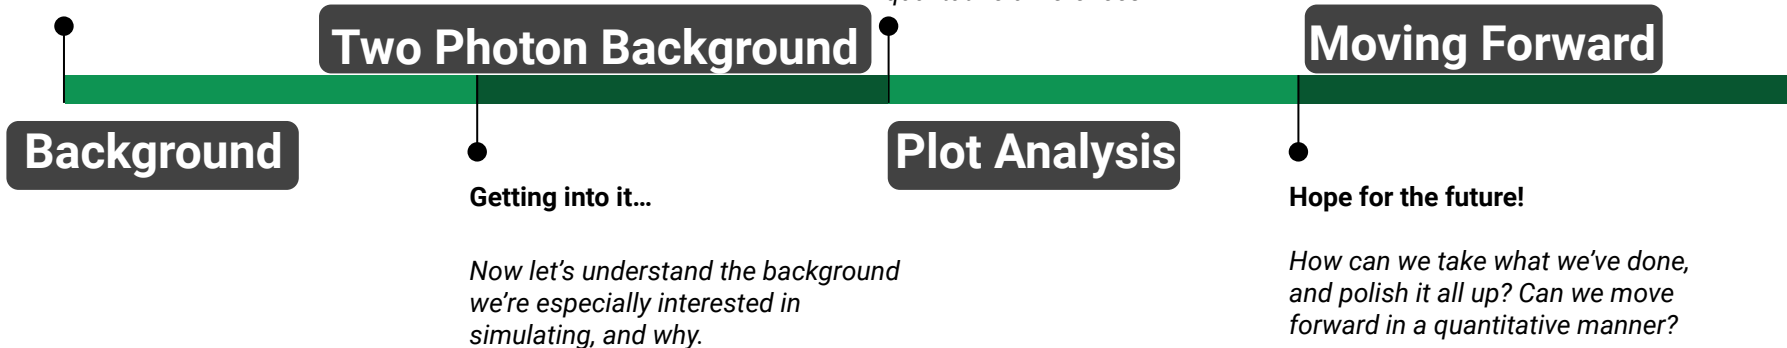 Two Photon Background
Moving Forward
Background
Plot Analysis
Getting into it…
Now let’s understand the background
we’re especially interested in
simulating, and why.
Hope for the future!
How can we take what we’ve done,
and polish it all up? Can we move
forward in a quantitative manner?